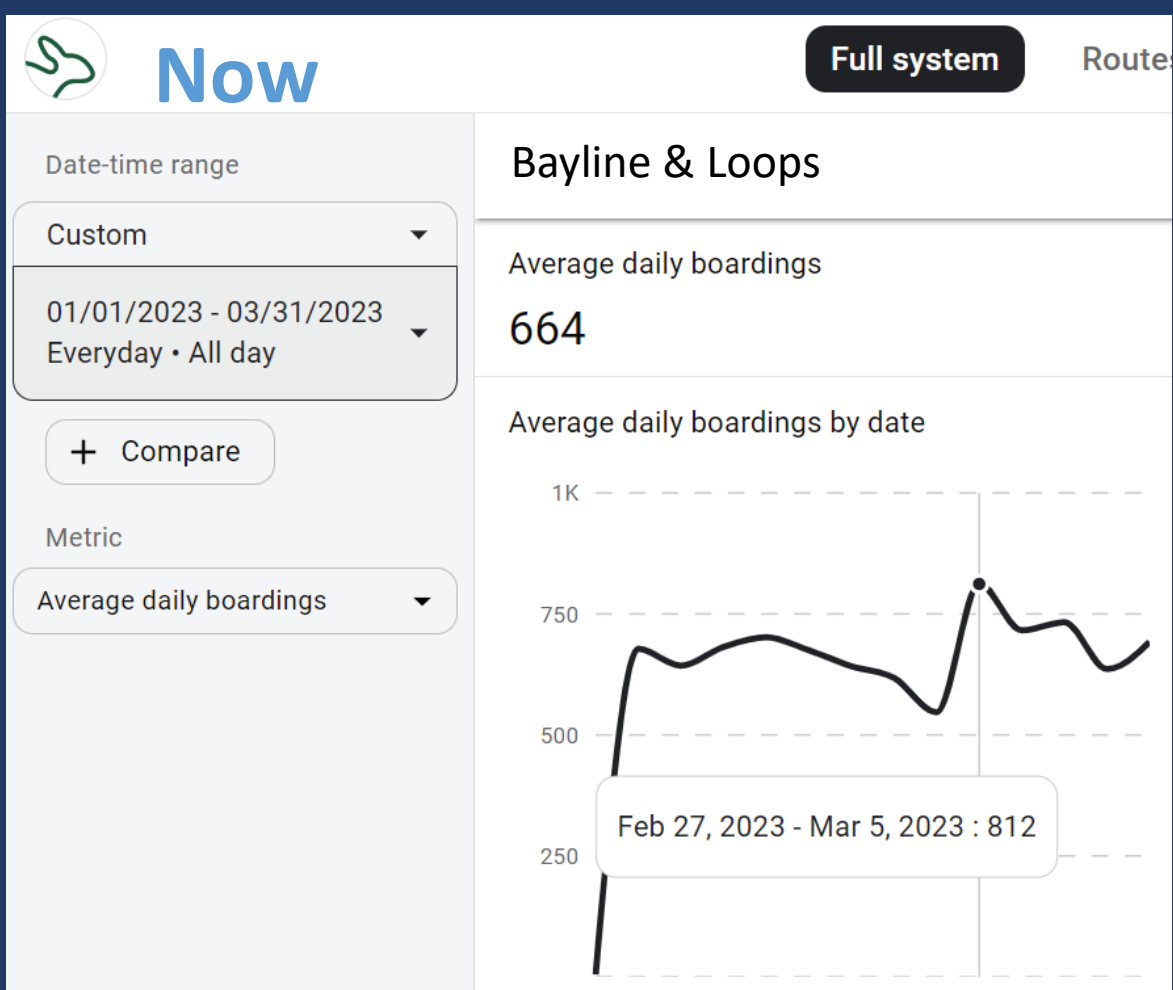 Now
Full system
Routes
Date-time range
Custom
01/01/2023 - 03/31/2023
Everyday • All day
+ Compare
Metric
Average daily boardings
Bayline & Loops
Average daily boardings
664
Average daily boardings by date
1K
750
500
250
Feb 27, 2023 - Mar 5, 2023 : 812